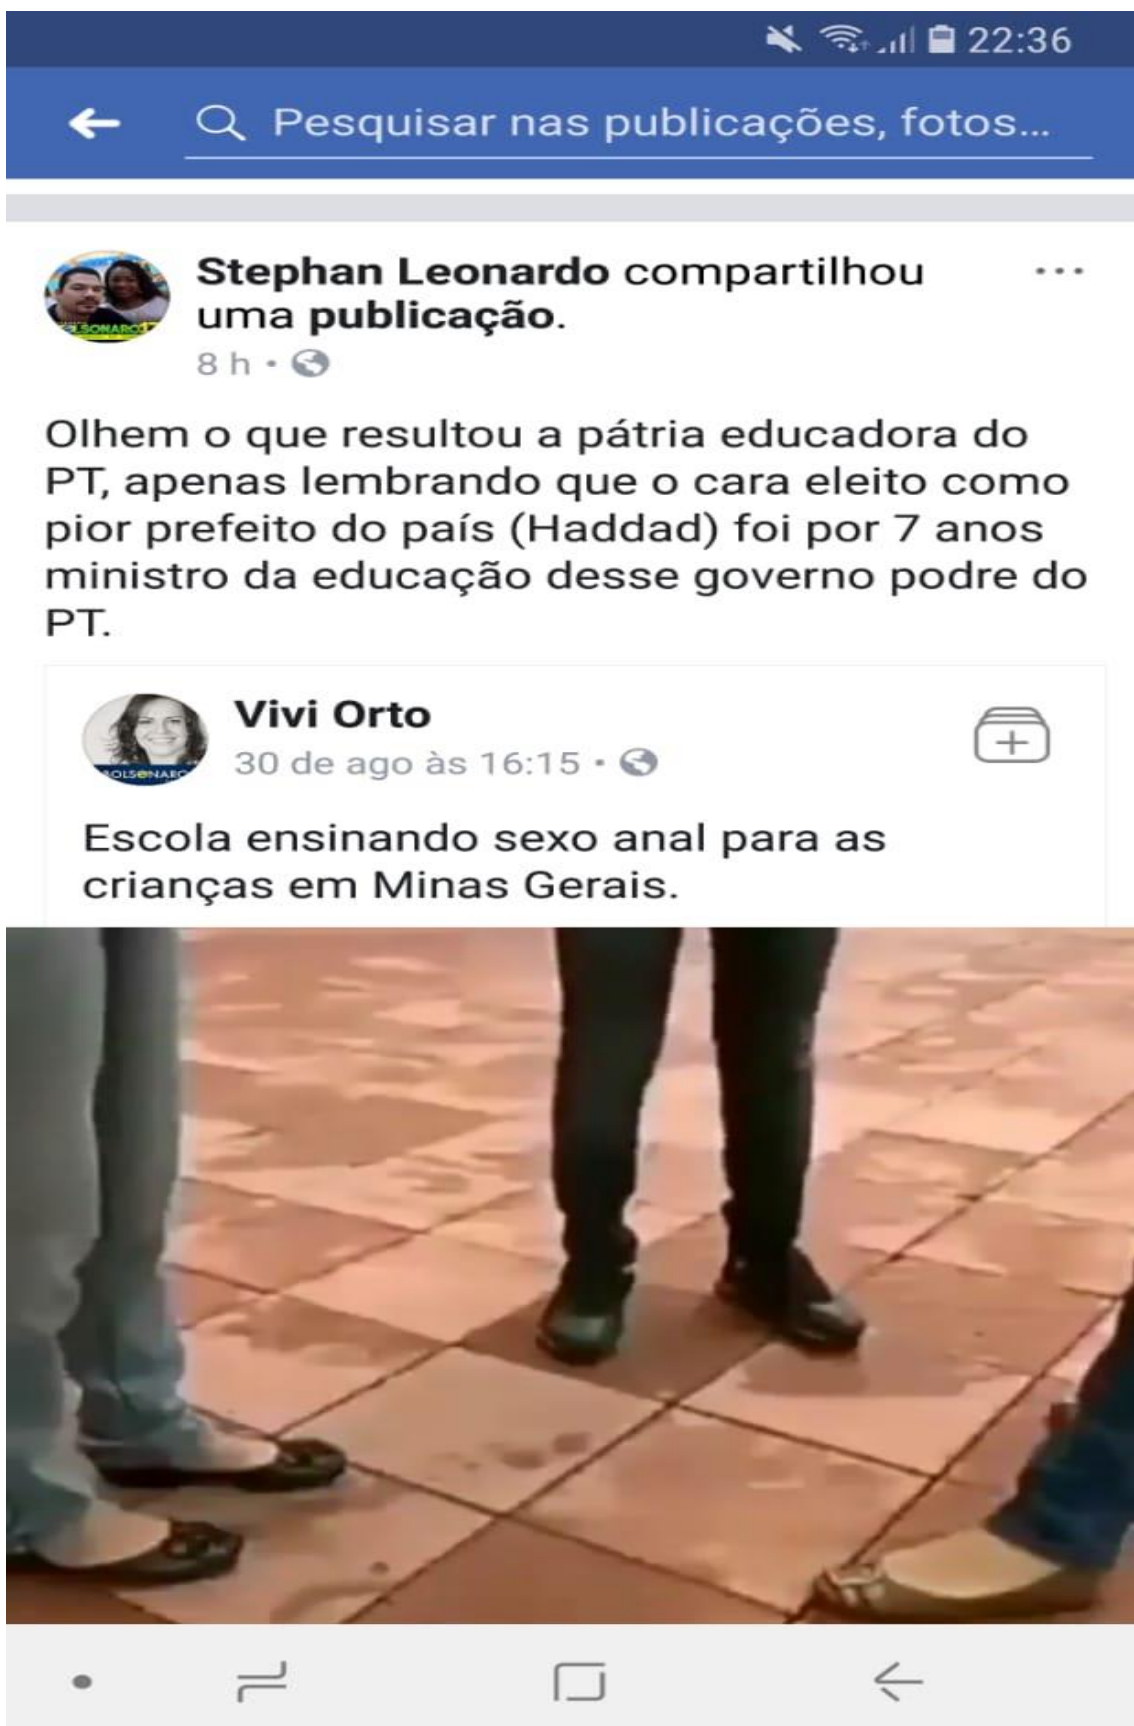 22:36
Pesquisar nas publicações, fotos...
Stephan Leonardo compartilhou
uma publicação.
8 h
LSONARO17
Olhem o que resultou a pátria educadora do
PT, apenas lembrando que o cara eleito como
pior prefeito do país (Haddad) foi por 7 anos
ministro da educação desse governo podre do
PT.
Vivi Orto
30 de ago às 16:15
OLSONARO
Escola ensinando sexo anal para as
crianças em Minas Gerais.